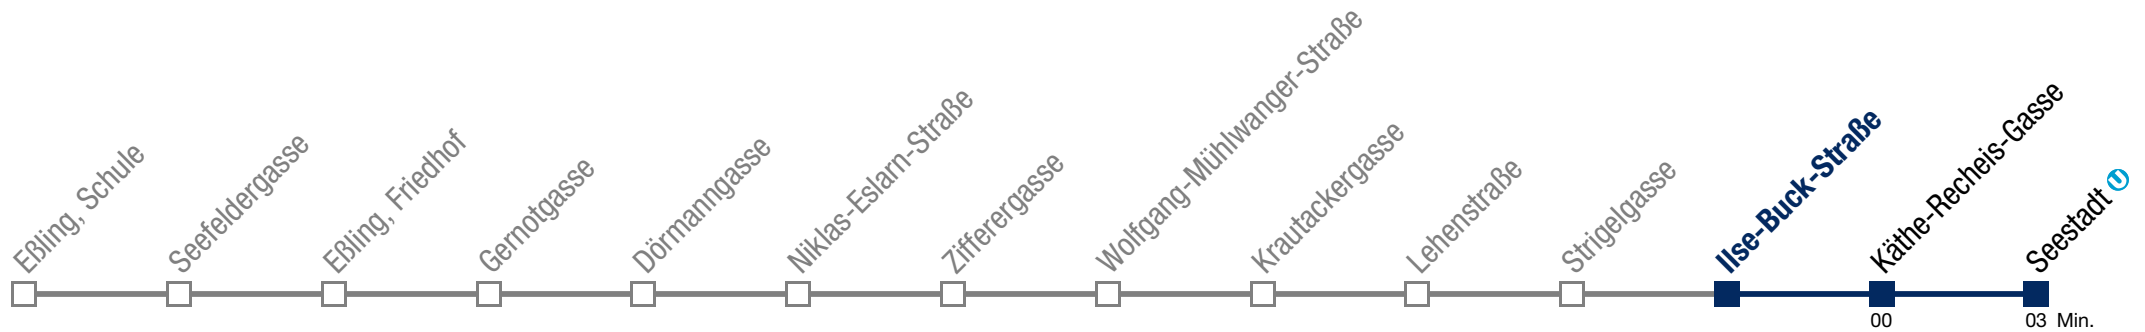 Eßling, Schule
Seefeldergasse
Eßling, Friedhof
Gernotgasse
Dörmanngasse
Niklas-Eslarn-Straße
Zifferergasse
Wolfgang-Mühlwanger-Straße
Krautackergasse
Lehenstraße
Strigelgasse
Ilse-Buck-Straße
Käthe-Recheis-Gasse
Seestadt U
00 03 Min.